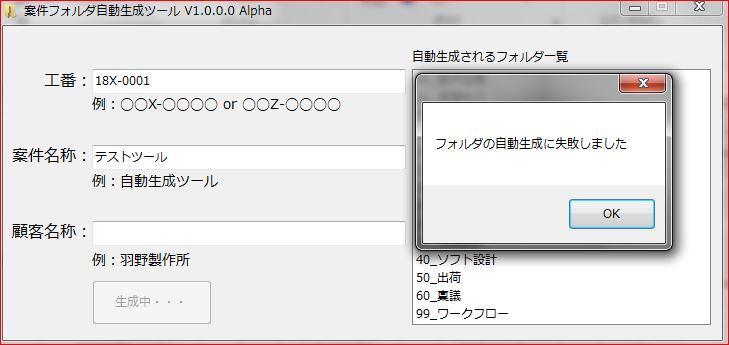 案件フォルダ自動生成ツール V1.0.0.0 Alpha
自動生成されるフォルダ一覧
工番：
18X-0001
例：○○X-○○○○ or ○○Z-○○○○
案件名称：
テストツール
例：自動生成ツール
顧客名称：
例：羽野製作所
生成中・・・
フォルダの自動生成に失敗しました
OK
40_ソフト設計
50_出荷
60_稟議
99_ワークフロー